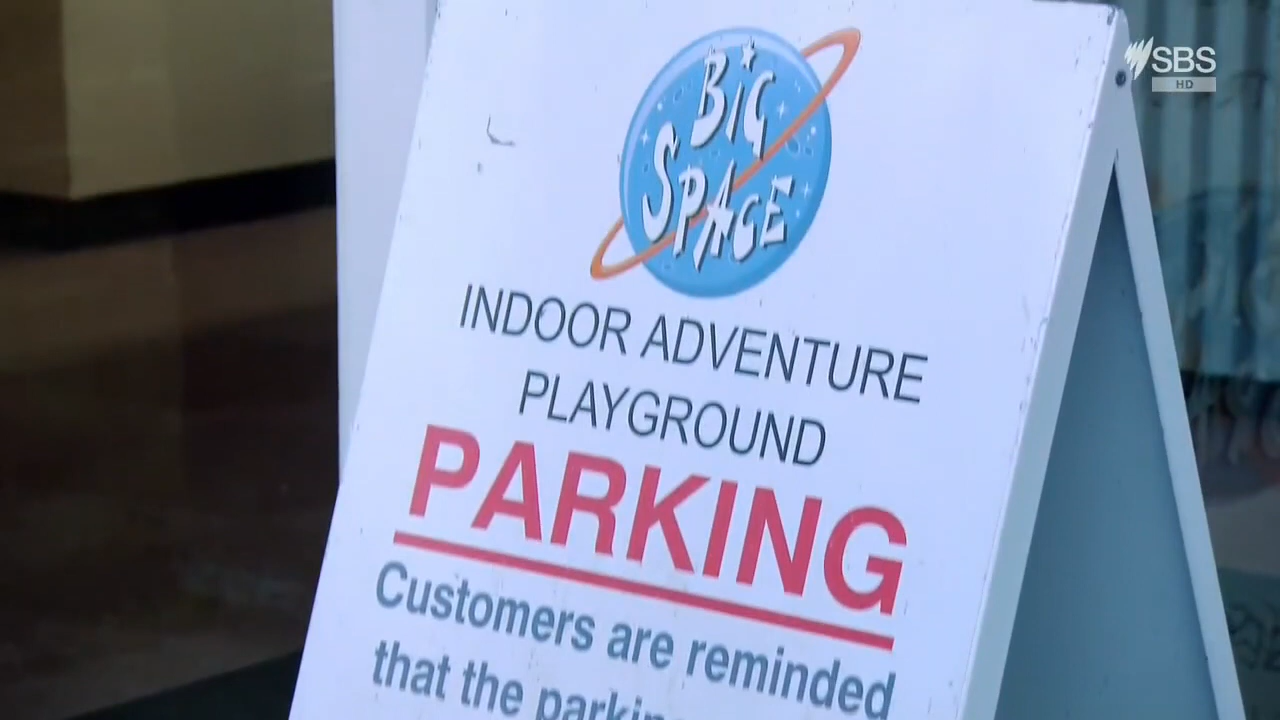 SBS
HD
BIG
SPACE
INDOOR ADVENTURE
PLAYGROUND
PARKING
Customers are reminded
that the